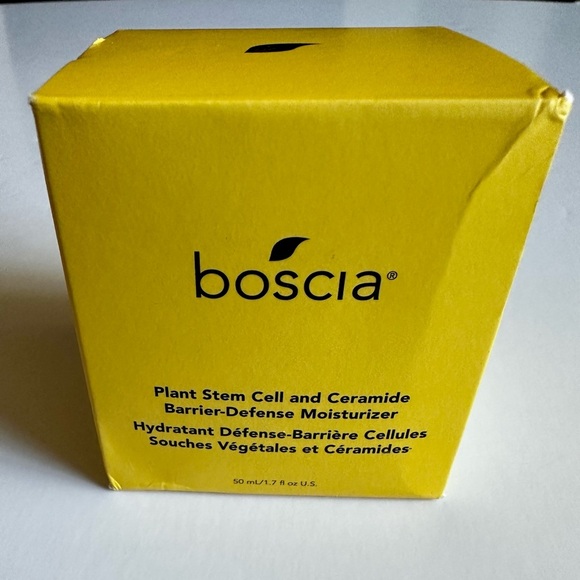 boscia®
Plant Stem Cell and Ceramide
Barrier-Defense Moisturizer
Hydratant Défense-Barrière Cellules
Souches Végétales et Céramides
50 mL/1.7 fl oz U.S.